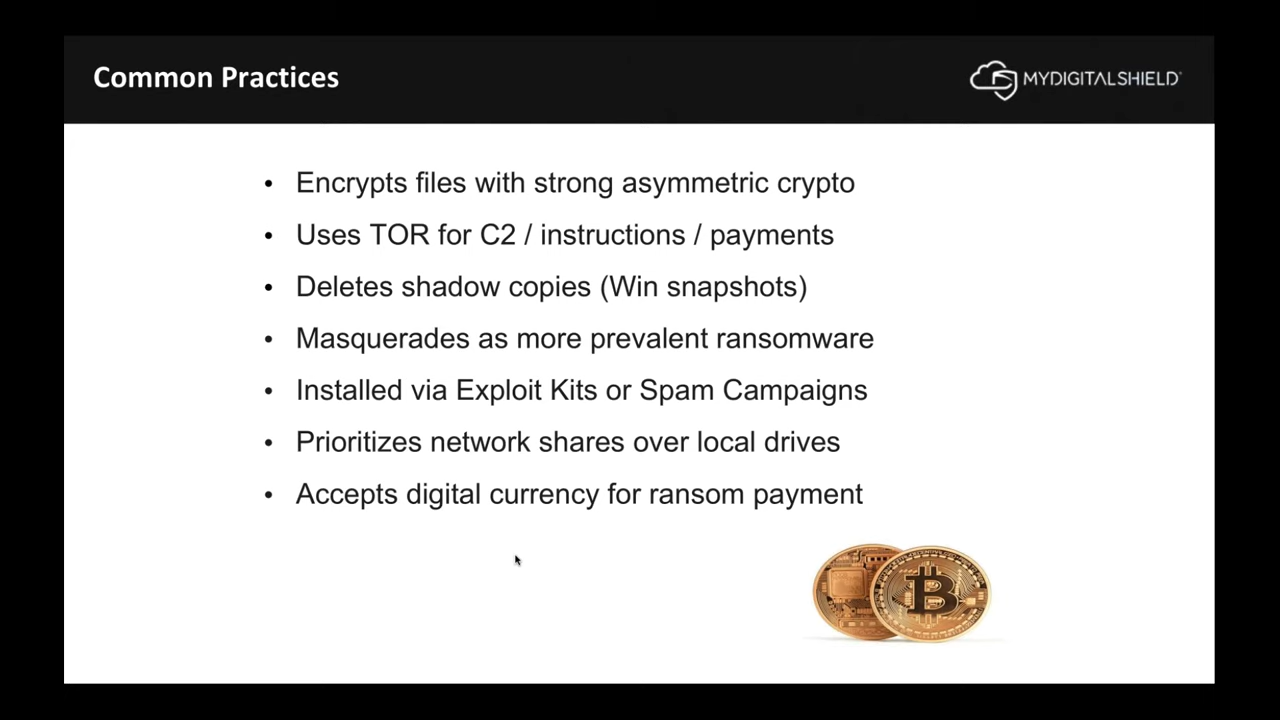 Common Practices
MYDIGITALSHIELD
• Encrypts files with strong asymmetric crypto
• Uses TOR for C2 / instructions / payments
• Deletes shadow copies (Win snapshots)
• Masquerades as more prevalent ransomware
• Installed via Exploit Kits or Spam Campaigns
• Prioritizes network shares over local drives
• Accepts digital currency for ransom payment